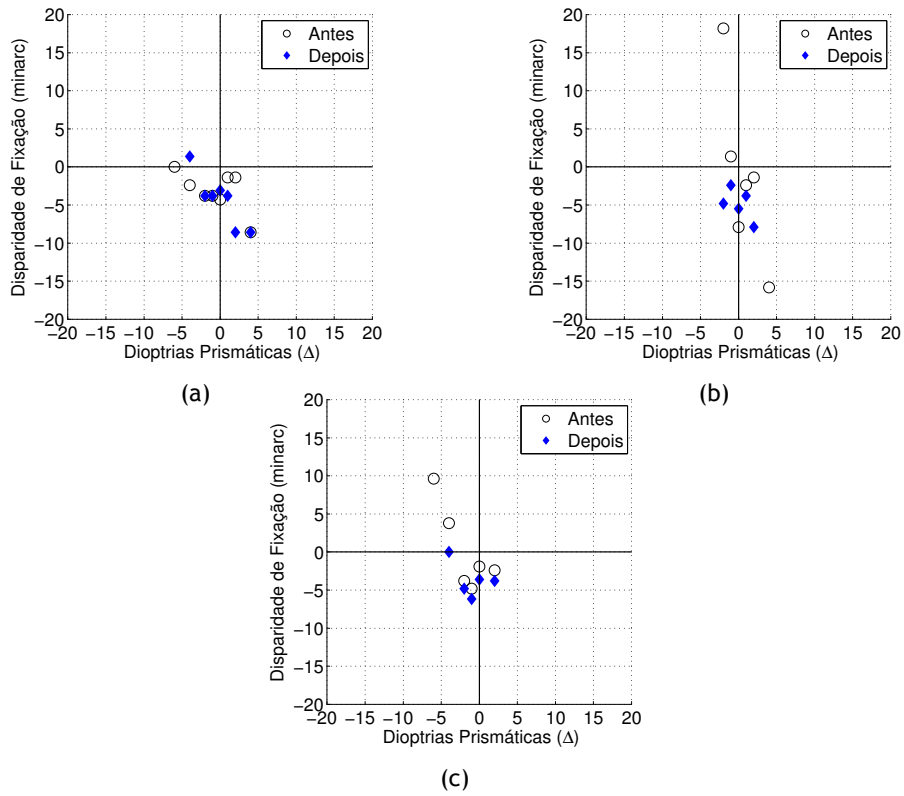 20
15
10
5
0
−5
−10
−15
−20
−20 −15 −10 −5 0 5 10 15 20
Disparidade de Fixação (minarc)
Dioptrias Prismáticas (Δ)
Antes
Depois
(a)
20
15
10
5
0
−5
−10
−15
−20
−20 −15 −10 −5 0 5 10 15 20
Disparidade de Fixação (minarc)
Dioptrias Prismáticas (Δ)
Antes
Depois
(b)
20
15
10
5
0
−5
−10
−15
−20
−20 −15 −10 −5 0 5 10 15 20
Disparidade de Fixação (minarc)
Dioptrias Prismáticas (Δ)
Antes
Depois
(c)